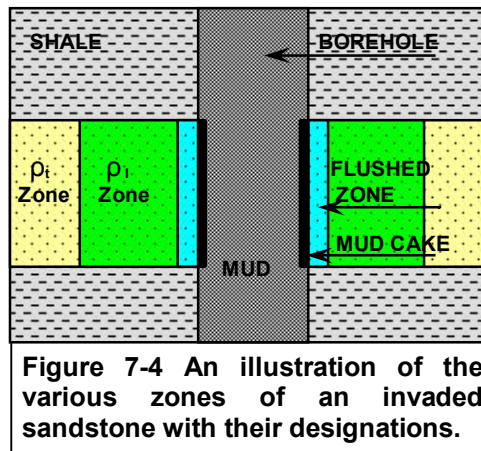 SHALE
BOREHOLE
ρt
Zone
ρI
Zone
FLUSHED
ZONE
MUD CAKE
MUD
Figure 7-4 An illustration of the
various zones of an invaded
sandstone with their designations.